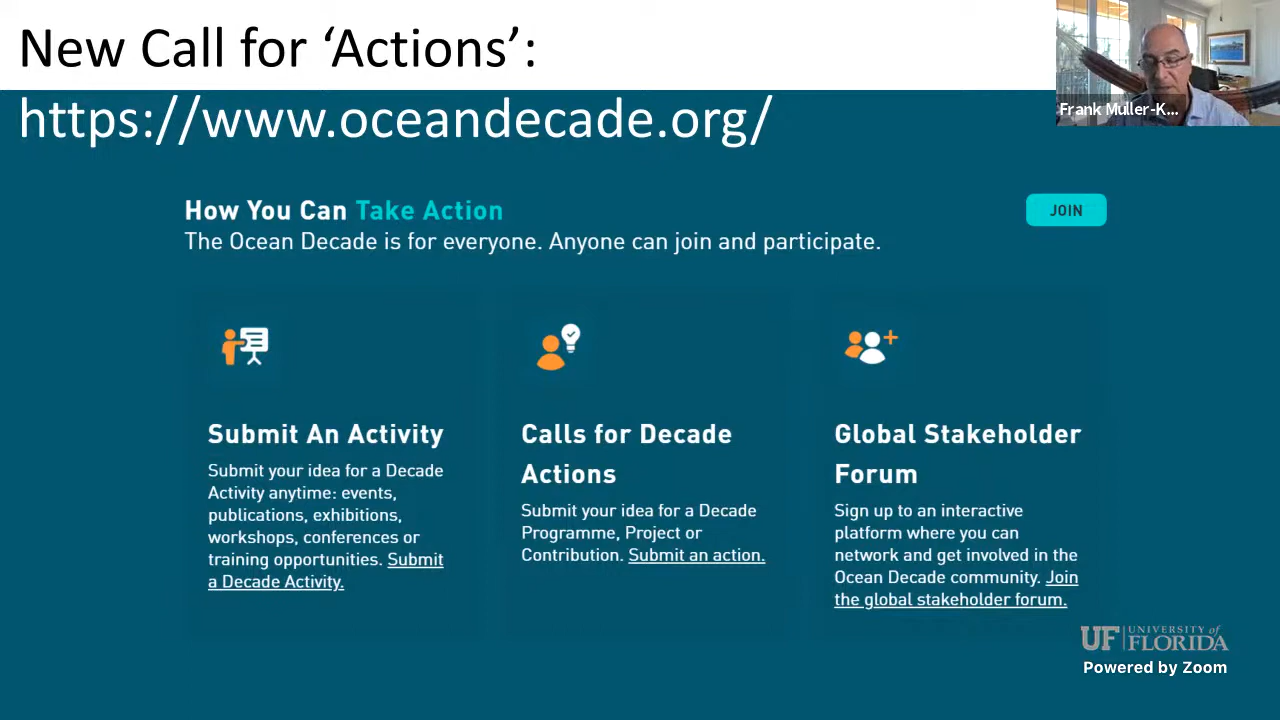 New Call for ‘Actions’:
https://www.oceandecade.org/
Frank Muller-K...
How You Can Take Action
JOIN
The Ocean Decade is for everyone. Anyone can join and participate.
Submit An Activity
Submit your idea for a Decade
Activity anytime: events,
publications, exhibitions,
workshops, conferences or
training opportunities. Submit
a Decade Activity.
Calls for Decade
Actions
Submit your idea for a Decade
Programme, Project or
Contribution. Submit an action.
Global Stakeholder
Forum
Sign up to an interactive
platform where you can
network and get involved in the
Ocean Decade community. Join
the global stakeholder forum.
UF UNIVERSITY of
FLORIDA
Powered by Zoom